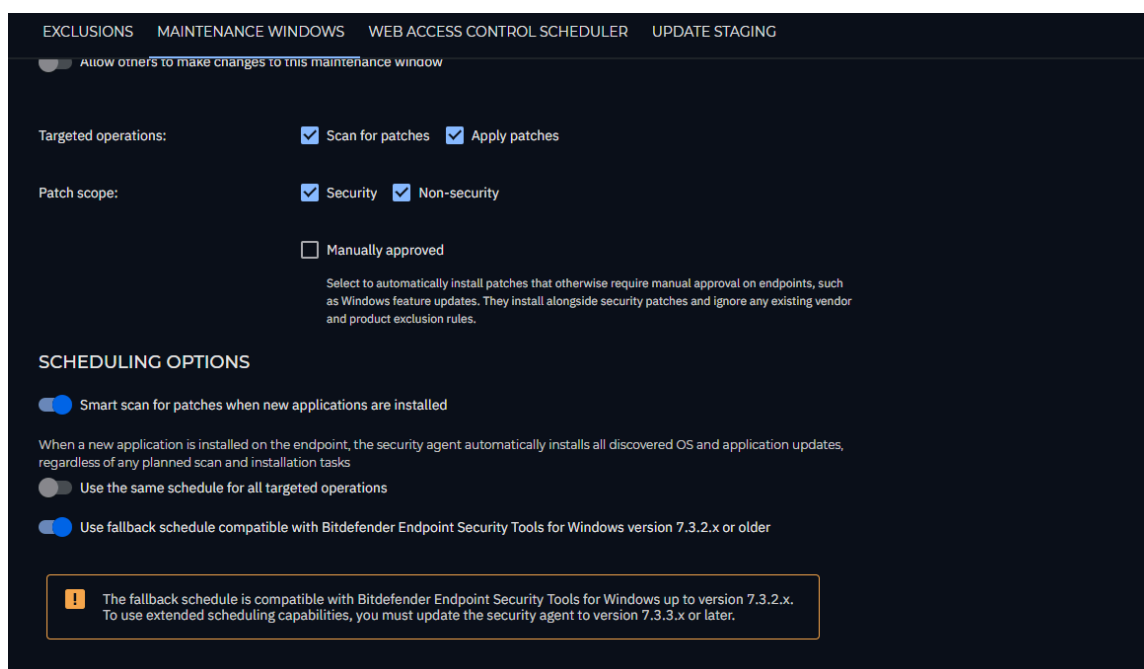 EXCLUSIONS MAINTENANCE WINDOWS WEB ACCESS CONTROL SCHEDULER UPDATE STAGING
Allow others to make changes to this maintenance window
Targeted operations: Scan for patches Apply patches
Patch scope: Security Non-security
Manually approved
Select to automatically install patches that otherwise require manual approval on endpoints, such
as Windows feature updates. They install alongside security patches and ignore any existing vendor
and product exclusion rules.
SCHEDULING OPTIONS
Smart scan for patches when new applications are installed
When a new application is installed on the endpoint, the security agent automatically installs all discovered OS and application updates,
regardless of any planned scan and installation tasks
Use the same schedule for all targeted operations
Use fallback schedule compatible with Bitdefender Endpoint Security Tools for Windows version 7.3.2.x or older
! The fallback schedule is compatible with Bitdefender Endpoint Security Tools for Windows up to version 7.3.2.x.
To use extended scheduling capabilities, you must update the security agent to version 7.3.3.x or later.